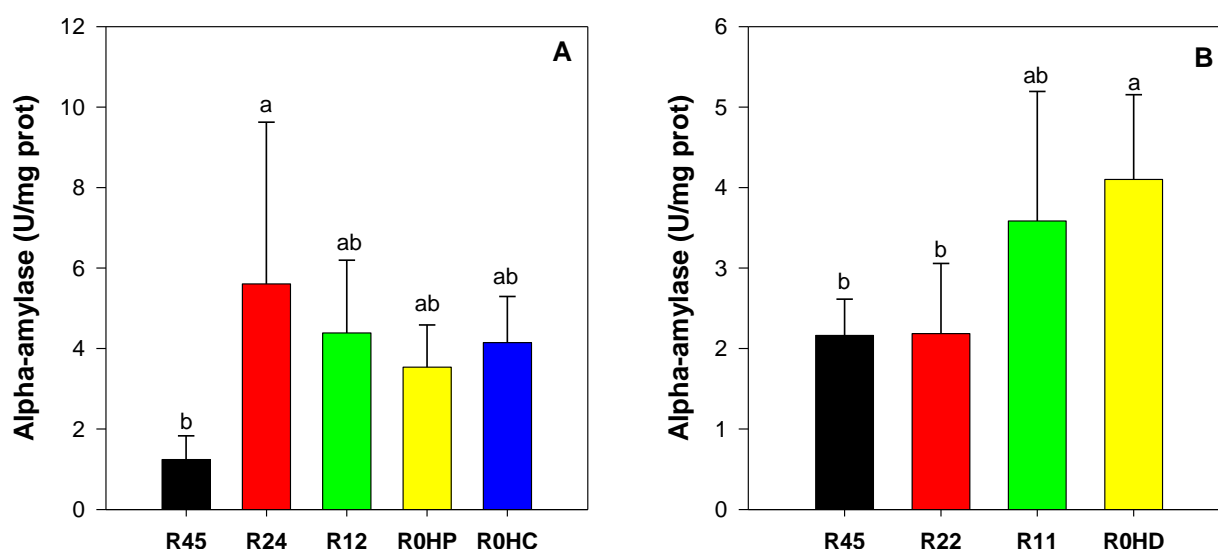 Alpha-amylase (U/mg prot)
12
10
8
6
4
2
0
A
a
ab
ab
ab
b
R45 R24 R12 R0HP R0HC
Alpha-amylase (U/mg prot)
6
5
4
3
2
1
0
B
ab
a
b
b
R45 R22 R11 R0HD